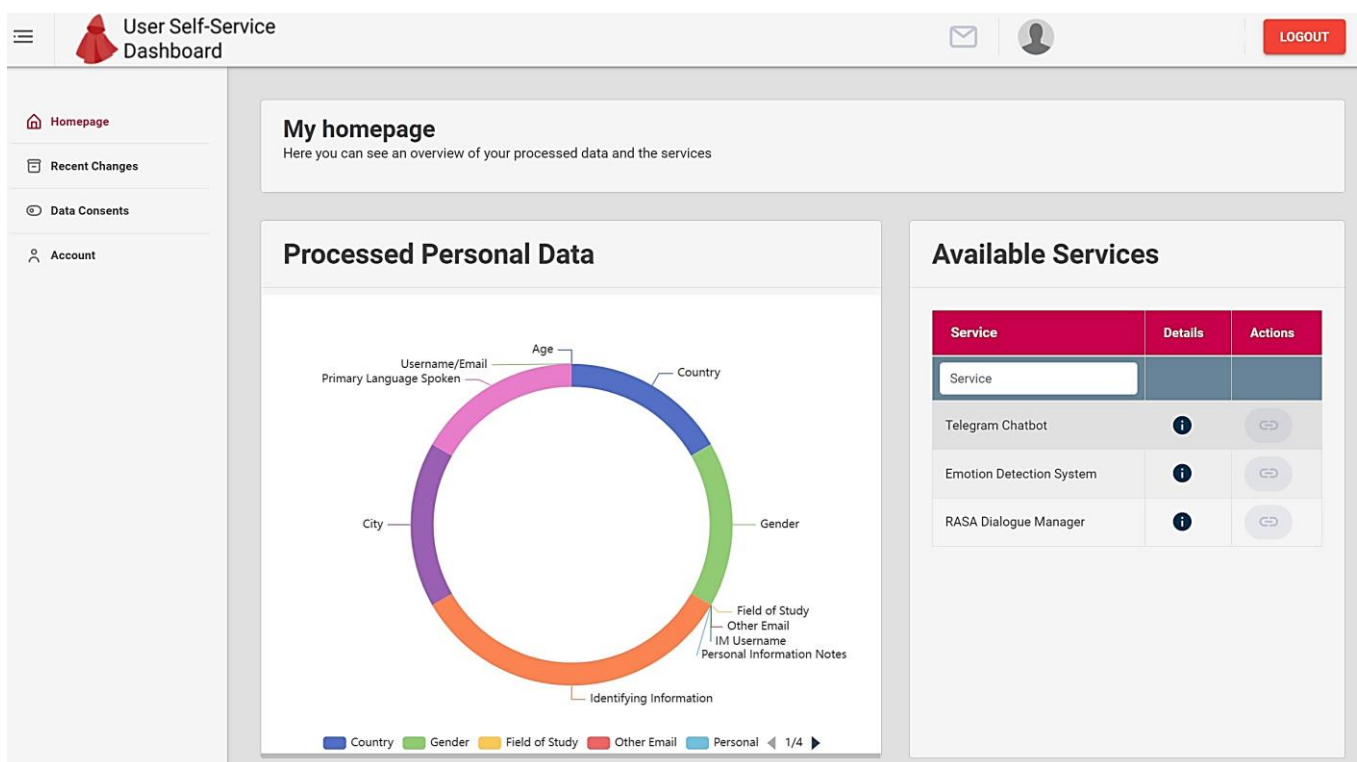 User Self-Service
Dashboard
LOGOUT
Homepage
Recent Changes
Data Consents
Account
My homepage
Here you can see an overview of your processed data and the services
Processed Personal Data
Age
Username/Email
Primary Language Spoken
Country
City
Gender
Field of Study
Other Email
IM Username
Personal Information Notes
Identifying Information
Country Gender Field of Study Other Email Personal 1/4
Available Services
Service Details Actions
Service
Telegram Chatbot
Emotion Detection System
RASA Dialogue Manager